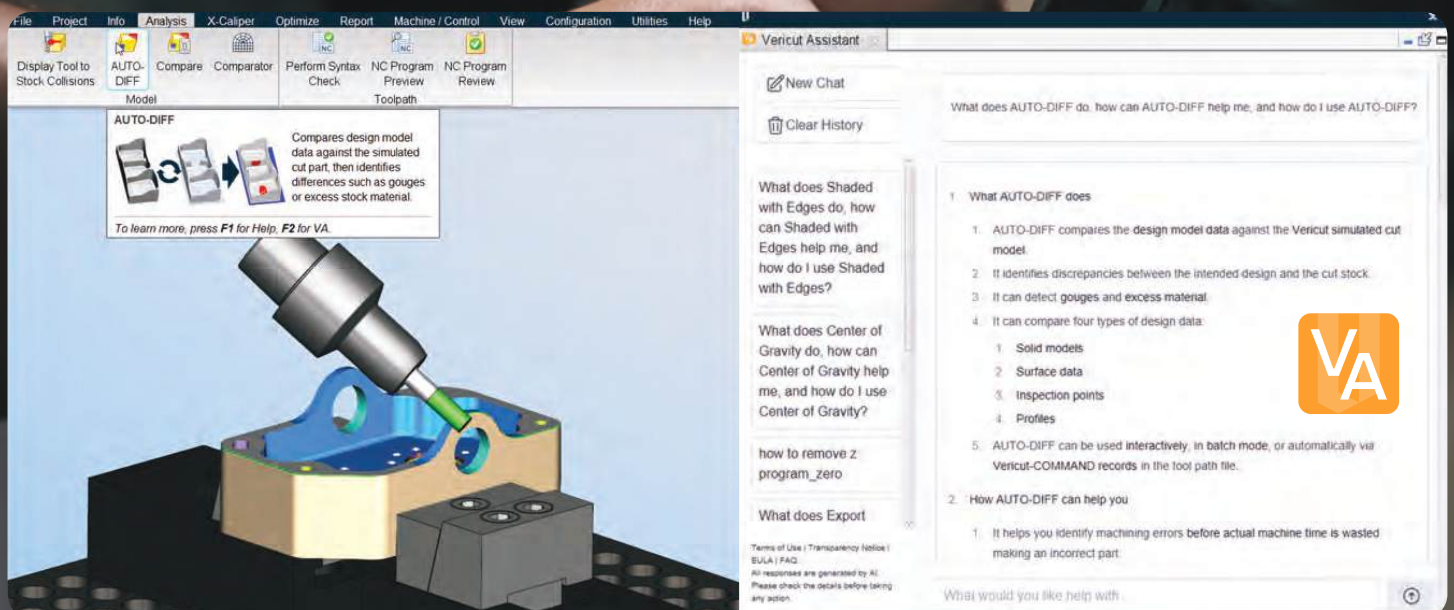 File Project Info Analysis X-Caliper Optimize Report Machine / Control View Configuration Utilities Help
Display Tool to
Stock Collisions
AUTO-
DIFF
Compare
Comparator
Model
NC
Perform Syntax
Check
NC
NC Program
Preview
NC Program
Review
Toolpath
AUTO-DIFF
Compares design model
data against the simulated
cut part, then identifies
differences such as gouges
or excess stock material.
To learn more, press F1 for Help, F2 for VA.
Vericut Assistant
New Chat
Clear History
What does Shaded
with Edges do, how
can Shaded with
Edges help me, and
how do I use Shaded
with Edges?
What does Center of
Gravity do, how can
Center of Gravity help
me, and how do I use
Center of Gravity?
how to remove z
program_zero
What does Export
Terms of Use | Transparency Notice |
EULA | FAQ
All responses are generated by AI.
Please check the details before taking
any action.
What does AUTO-DIFF do, how can AUTO-DIFF help me, and how do I use AUTO-DIFF?
1. What AUTO-DIFF does
1. AUTO-DIFF compares the design model data against the Vericut simulated cut
model.
2. It identifies discrepancies between the intended design and the cut stock.
3. It can detect gouges and excess material.
4. It can compare four types of design data:
1. Solid models
2. Surface data
3. Inspection points
4. Profiles
5. AUTO-DIFF can be used interactively, in batch mode, or automatically via
Vericut-COMMAND records in the tool path file.
2. How AUTO-DIFF can help you
1. It helps you identify machining errors before actual machine time is wasted
making an incorrect part.
What would you like help with...
VA